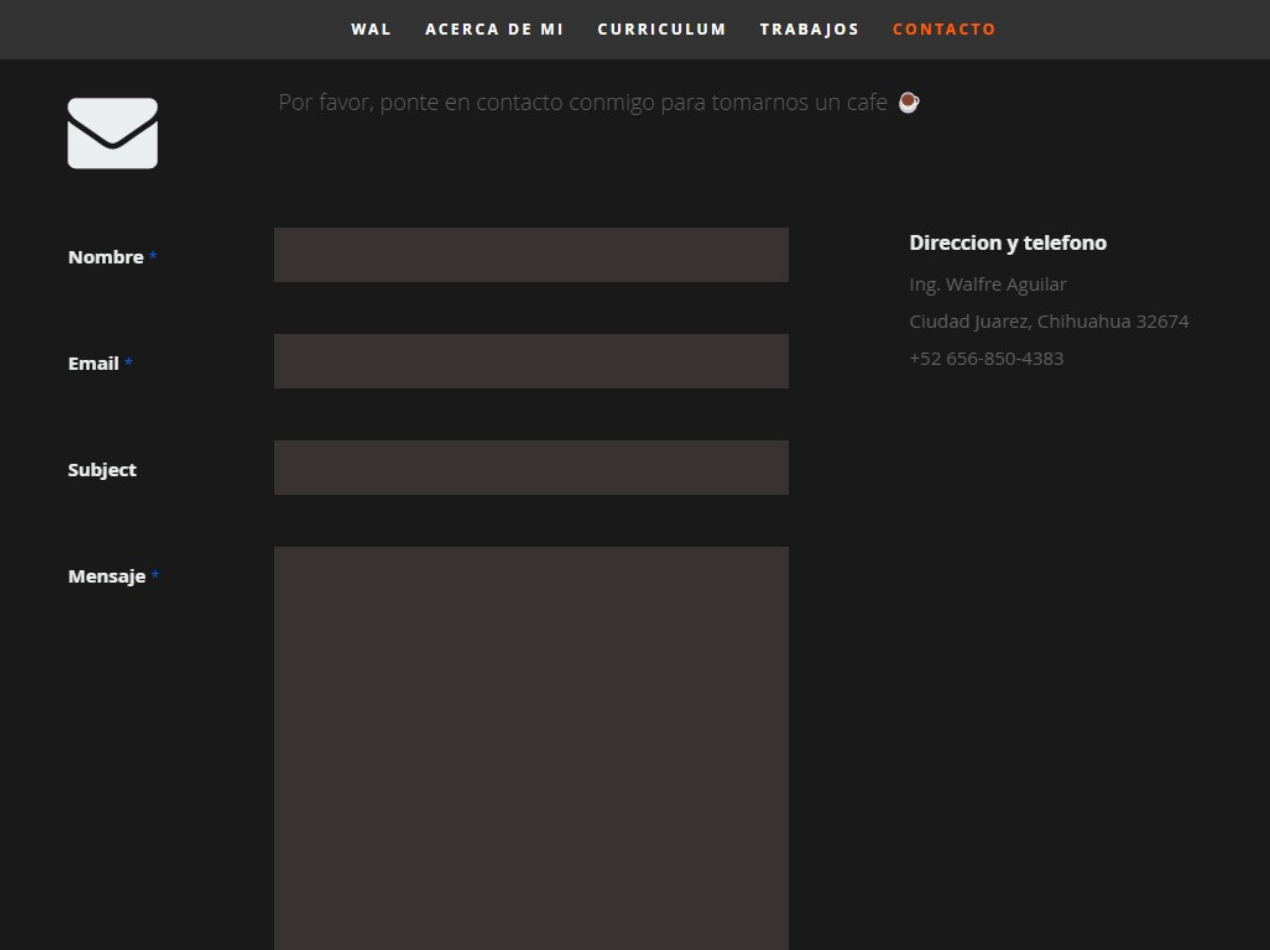 WAL ACERCA DE MI CURRICULUM TRABAJOS CONTACTO
Por favor, ponte en contacto conmigo para tomarnos un cafe ☕
Nombre *
Email *
Subject
Mensaje *
Direccion y telefono
Ing. Walfre Aguilar
Ciudad Juarez, Chihuahua 32674
+52 656-850-4383